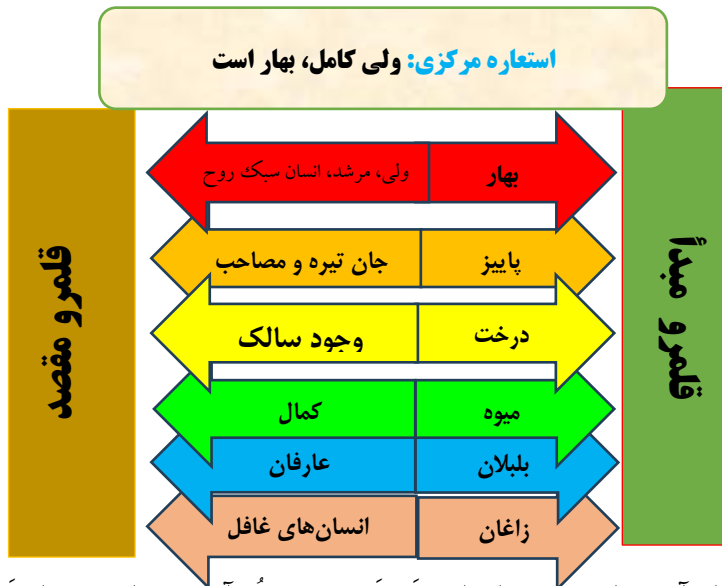 استعاره مرکزی: ولی کامل، بهار است
قلمرو مبدأ
قلمرو مقصد
بهار
ولی، مرشد، انسان سبک روح
پاییز
جان تیره و مصاحب
درخت
وجود سالک
میوه
کمال
بلبلان
عارفان
زاغان
انسان‌های غافل